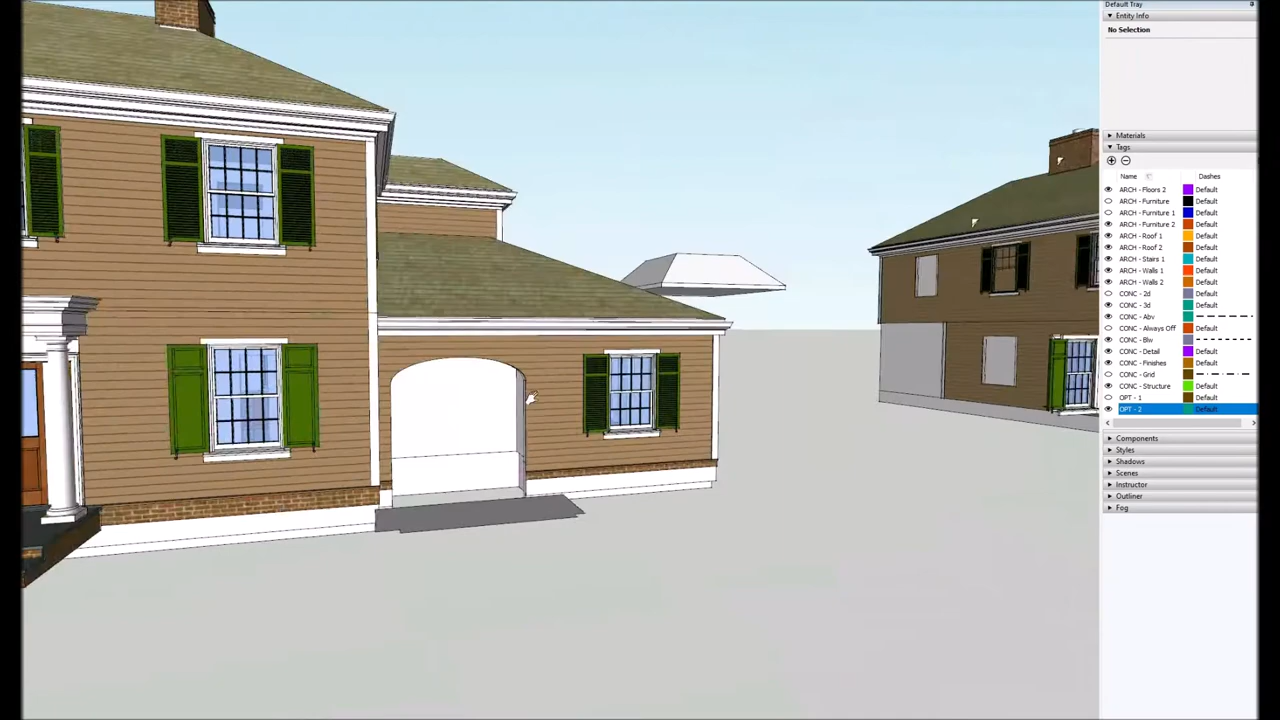 Default Tray
Entity Info
No Selection
Materials
Tags
Name Dashes
ARCH - Floors 2 Default
ARCH - Furniture Default
ARCH - Furniture 1 Default
ARCH - Furniture 2 Default
ARCH - Roof 1 Default
ARCH - Roof 2 Default
ARCH - Stairs 1 Default
ARCH - Walls 1 Default
ARCH - Walls 2 Default
CONC - 2d Default
CONC - 3d Default
CONC - Abv
CONC - Always Off Default
CONC - Blw
CONC - Detail Default
CONC - Finishes Default
CONC - Grid
CONC - Structure Default
OPT - 1 Default
OPT - 2 Default
Components
Styles
Shadows
Scenes
Instructor
Outliner
Fog